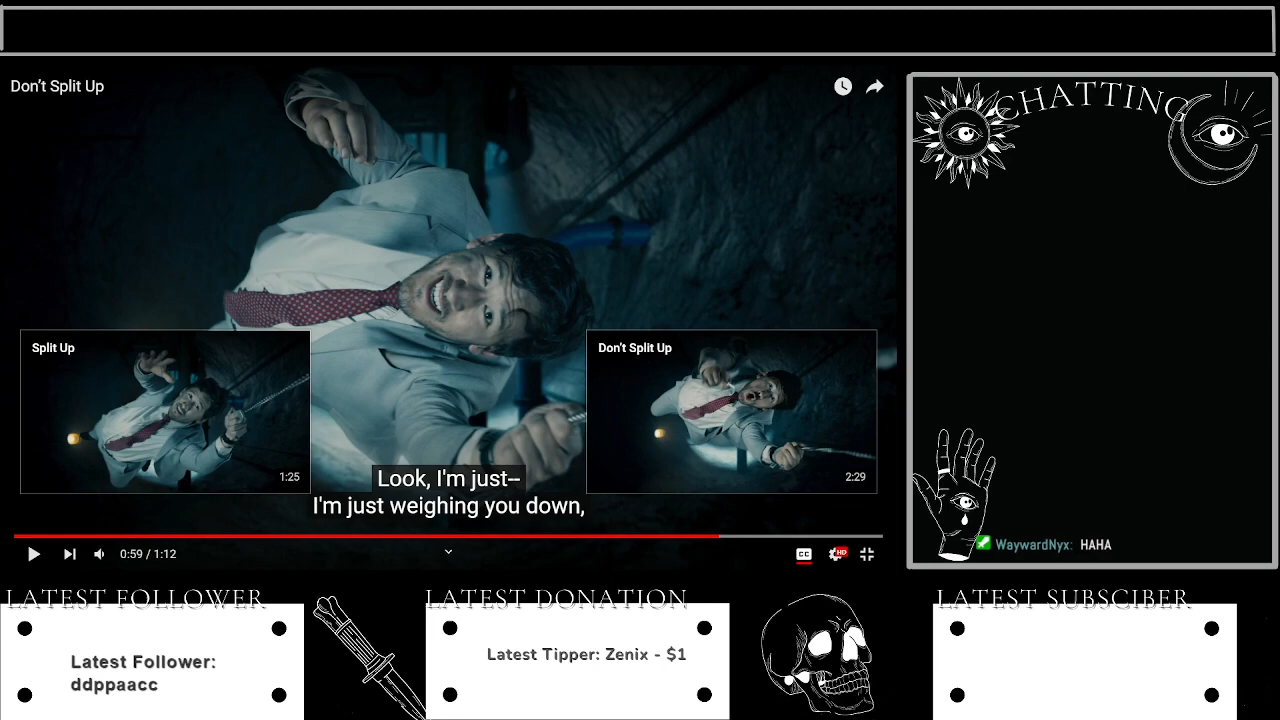 Don't Split Up
CHATTING
Split Up
1:25
Don't Split Up
2:29
Look, I'm just--
I'm just weighing you down,
0:59 / 1:12
CC
HD
WaywardNyx: HAHA
LATEST FOLLOWER
LATEST DONATION
LATEST SUBSCIBER
Latest Follower:
ddppaacc
Latest Tipper: Zenix - $1